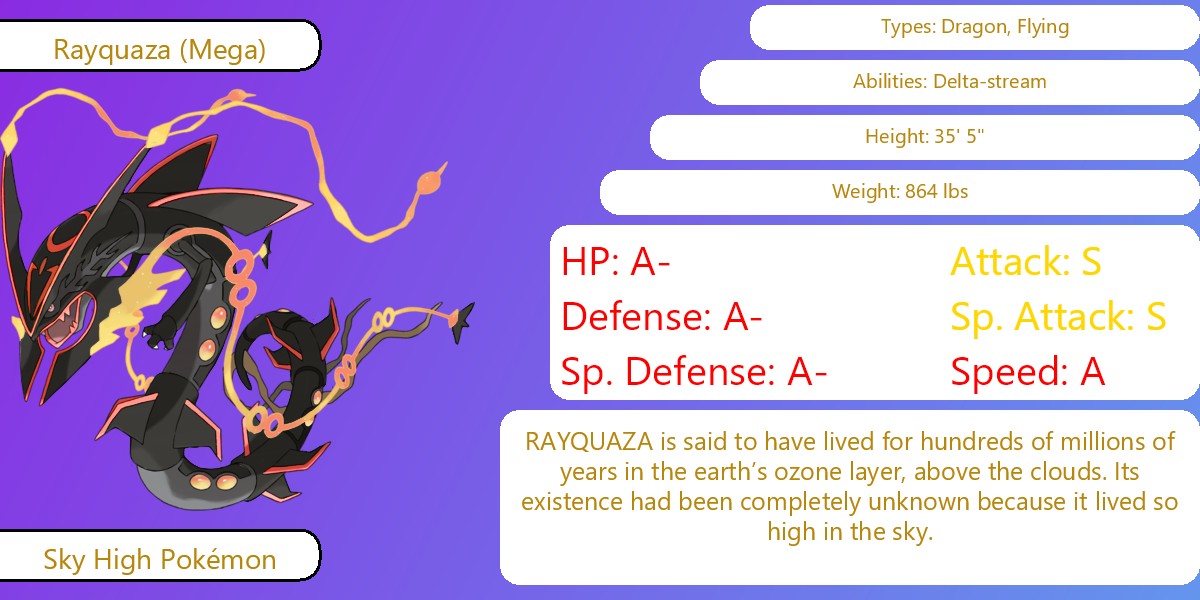 Rayquaza (Mega)
Types: Dragon, Flying
Abilities: Delta-stream
Height: 35' 5"
Weight: 864 lbs
HP: A-
Attack: S
Defense: A-
Sp. Attack: S
Sp. Defense: A-
Speed: A
RAYQUAZA is said to have lived for hundreds of millions of
years in the earth’s ozone layer, above the clouds. Its
existence had been completely unknown because it lived so
high in the sky.
Sky High Pokémon